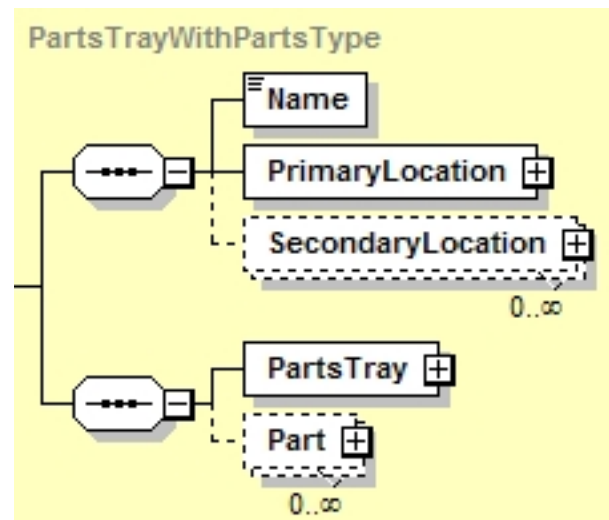 PartsTrayWithPartsType
Name
PrimaryLocation
SecondaryLocation
0..∞
PartsTray
Part
0..∞